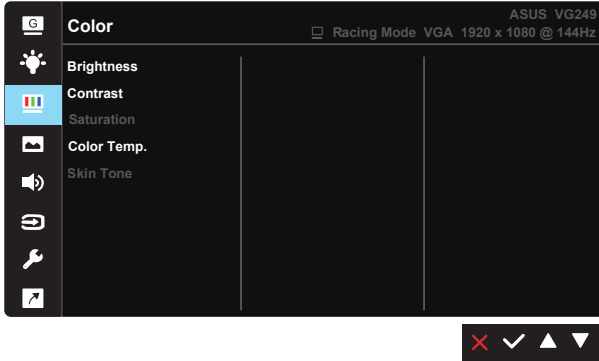 G
Color
ASUS VG249
Racing Mode VGA 1920 x 1080 @ 144Hz
Brightness
Contrast
Saturation
Color Temp.
Skin Tone